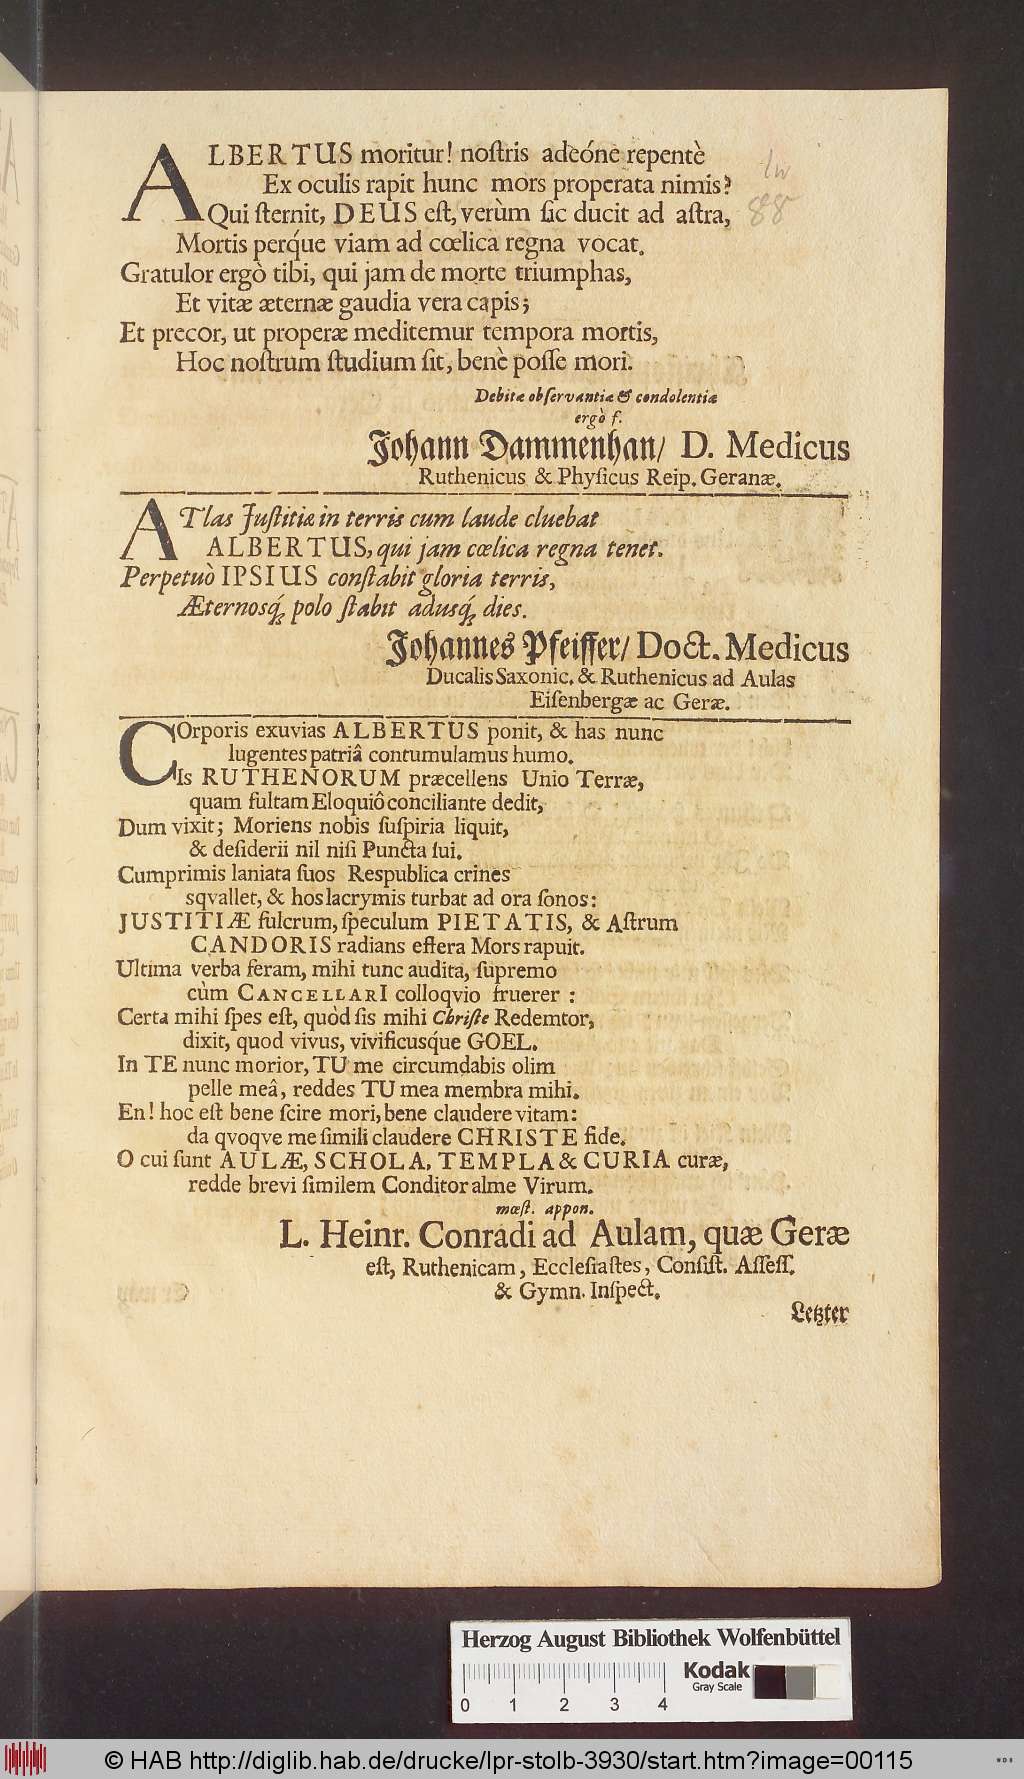 ALBERTUS moritur! noſtris adeóne repentè
Ex oculis rapit hunc mors properata nimis?
Qui ſternit, DEUS eſt, verùm ſic ducit ad aſtra,
Mortis perq́ue viam ad cœlica regna vocat.
Gratulor ergò tibi, qui jam de morte triumphas,
Et vitæ æternæ gaudia vera capis;
Et precor, ut properæ meditemur tempora mortis,
Hoc noſtrum ſtudium ſit, benè poſſe mori.
Debitæ obſervantiæ & condolentiæ
ergò f.
Johann Dammenhan/ D. Medicus
Ruthenicus & Phyſicus Reip. Geranæ.
ATlas Juſtitiæ in terris cum laude cluebat
ALBERTUS, qui jam cœlica regna tenet.
Perpetuò IPSIUS conſtabit gloria terris,
Æternosq́; polo ſtabit adusq́; dies.
Johannes Pfeiffer/ Doct. Medicus
Ducalis Saxonic. & Ruthenicus ad Aulas
Eiſenbergæ ac Geræ.
COrporis exuvias ALBERTUS ponit, & has nunc
lugentes patriâ contumulamus humo.
Is RUTHENORUM præcellens Unio Terræ,
quam fultam Eloquiô conciliante dedit,
Dum vixit; Moriens nobis ſuſpiria liquit,
& deſiderii nil niſi Puncta ſui.
Cumprimis laniata ſuos Respublica crines
sqvallet, & hos lacrymis turbat ad ora ſonos:
JUSTITIÆ fulcrum, ſpeculum PIETATIS, & Aſtrum
CANDORIS radians effera Mors rapuit.
Ultima verba feram, mihi tunc audita, ſupremo
cùm CANCELLARI colloqvio fruerer :
Certa mihi ſpes eſt, quòd ſis mihi Chriſte Redemtor,
dixit, quod vivus, vivificusq́ue GOEL.
In TE nunc morior, TU me circumdabis olim
pelle meâ, reddes TU mea membra mihi.
En! hoc eſt bene ſcire mori, bene claudere vitam:
da qvoqve me ſimili claudere CHRISTE fide.
O cui ſunt AULÆ, SCHOLA, TEMPLA & CURIA curæ,
redde brevi ſimilem Conditor alme Virum.
mœſt. appon.
L. Heinr. Conradi ad Aulam, quæ Geræ
eſt, Ruthenicam, Eccleſiaſtes, Conſiſt. Aſſeſſ.
& Gymn. Inſpect.
Letzter
88
Herzog August Bibliothek Wolfenbüttel
Kodak
Gray Scale
0 1 2 3 4
© HAB http://diglib.hab.de/drucke/lpr-stolb-3930/start.htm?image=00115